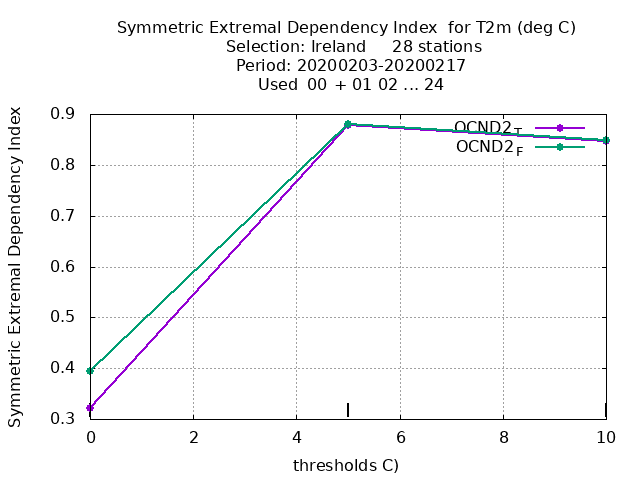 Symmetric Extremal Dependency Index  for T2m (deg C)
Selection: Ireland     28 stations
Period: 20200203-20200217
Used  00 + 01 02 ... 24
Symmetric Extremal Dependency Index
0.9
0.8
0.7
0.6
0.5
0.4
0.3
OCND2T
OCND2F
0 2 4 6 8 10
thresholds C)